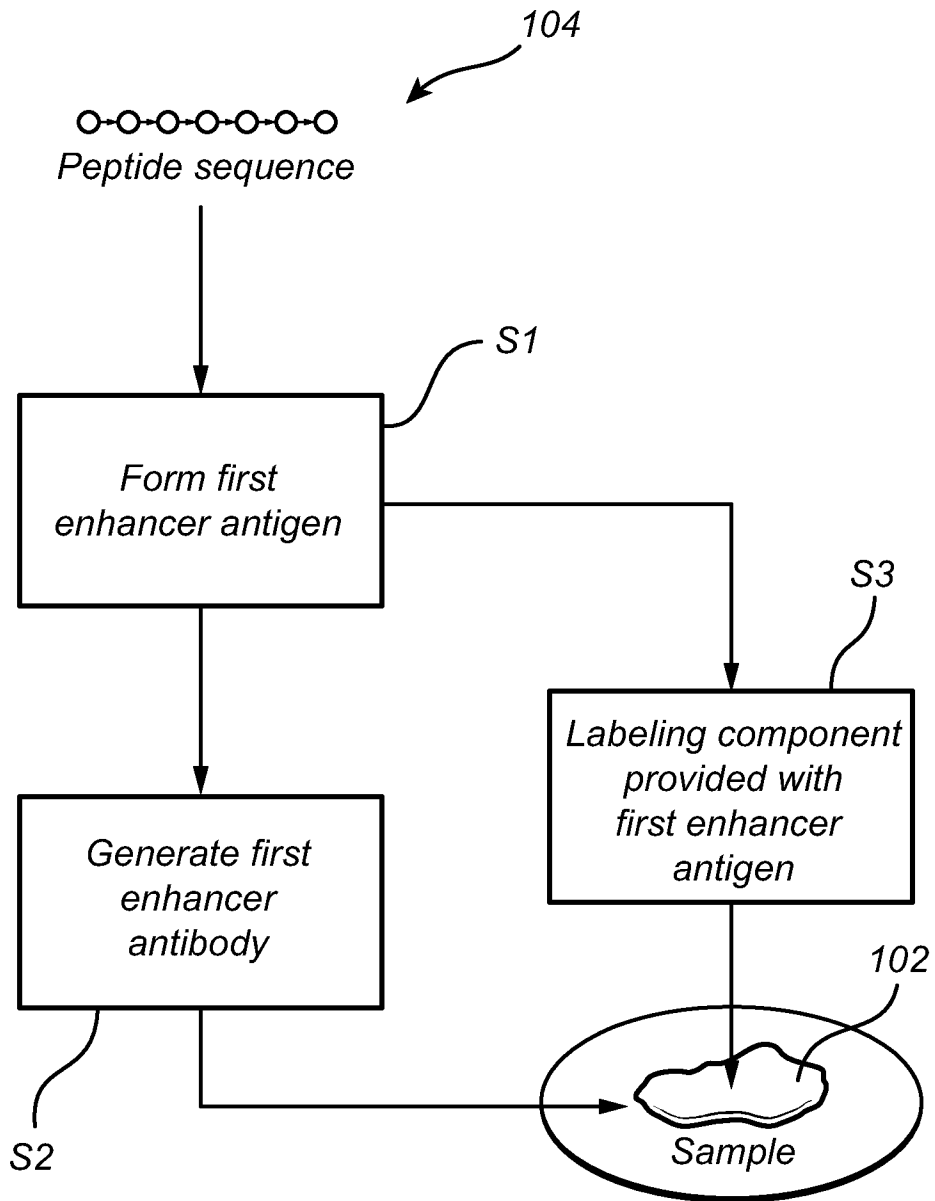 104
Peptide sequence
S1
Form first
enhancer antigen
S3
Labeling component
provided with
first enhancer
antigen
Generate first
enhancer
antibody
102
Sample
S2